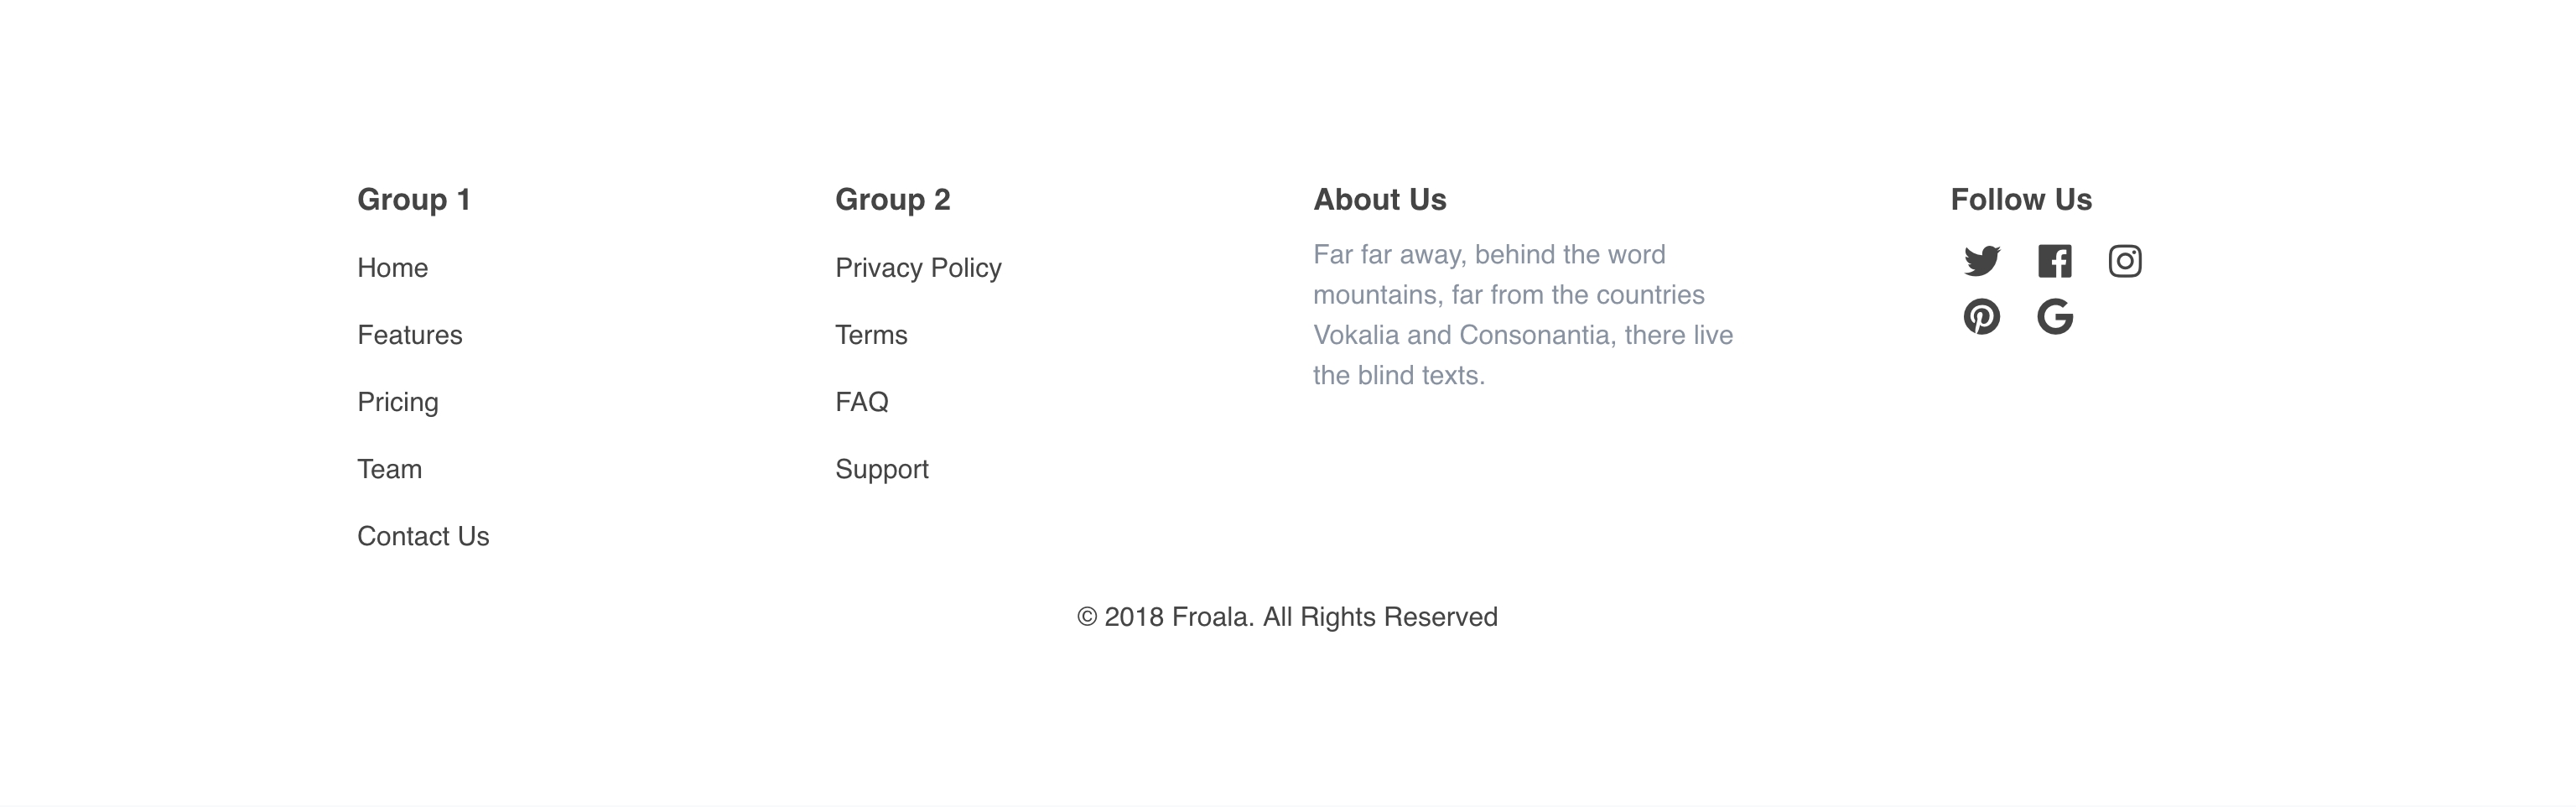 Group 1
Home
Features
Pricing
Team
Contact Us
Group 2
Privacy Policy
Terms
FAQ
Support
About Us
Far far away, behind the word
mountains, far from the countries
Vokalia and Consonantia, there live
the blind texts.
Follow Us
© 2018 Froala. All Rights Reserved